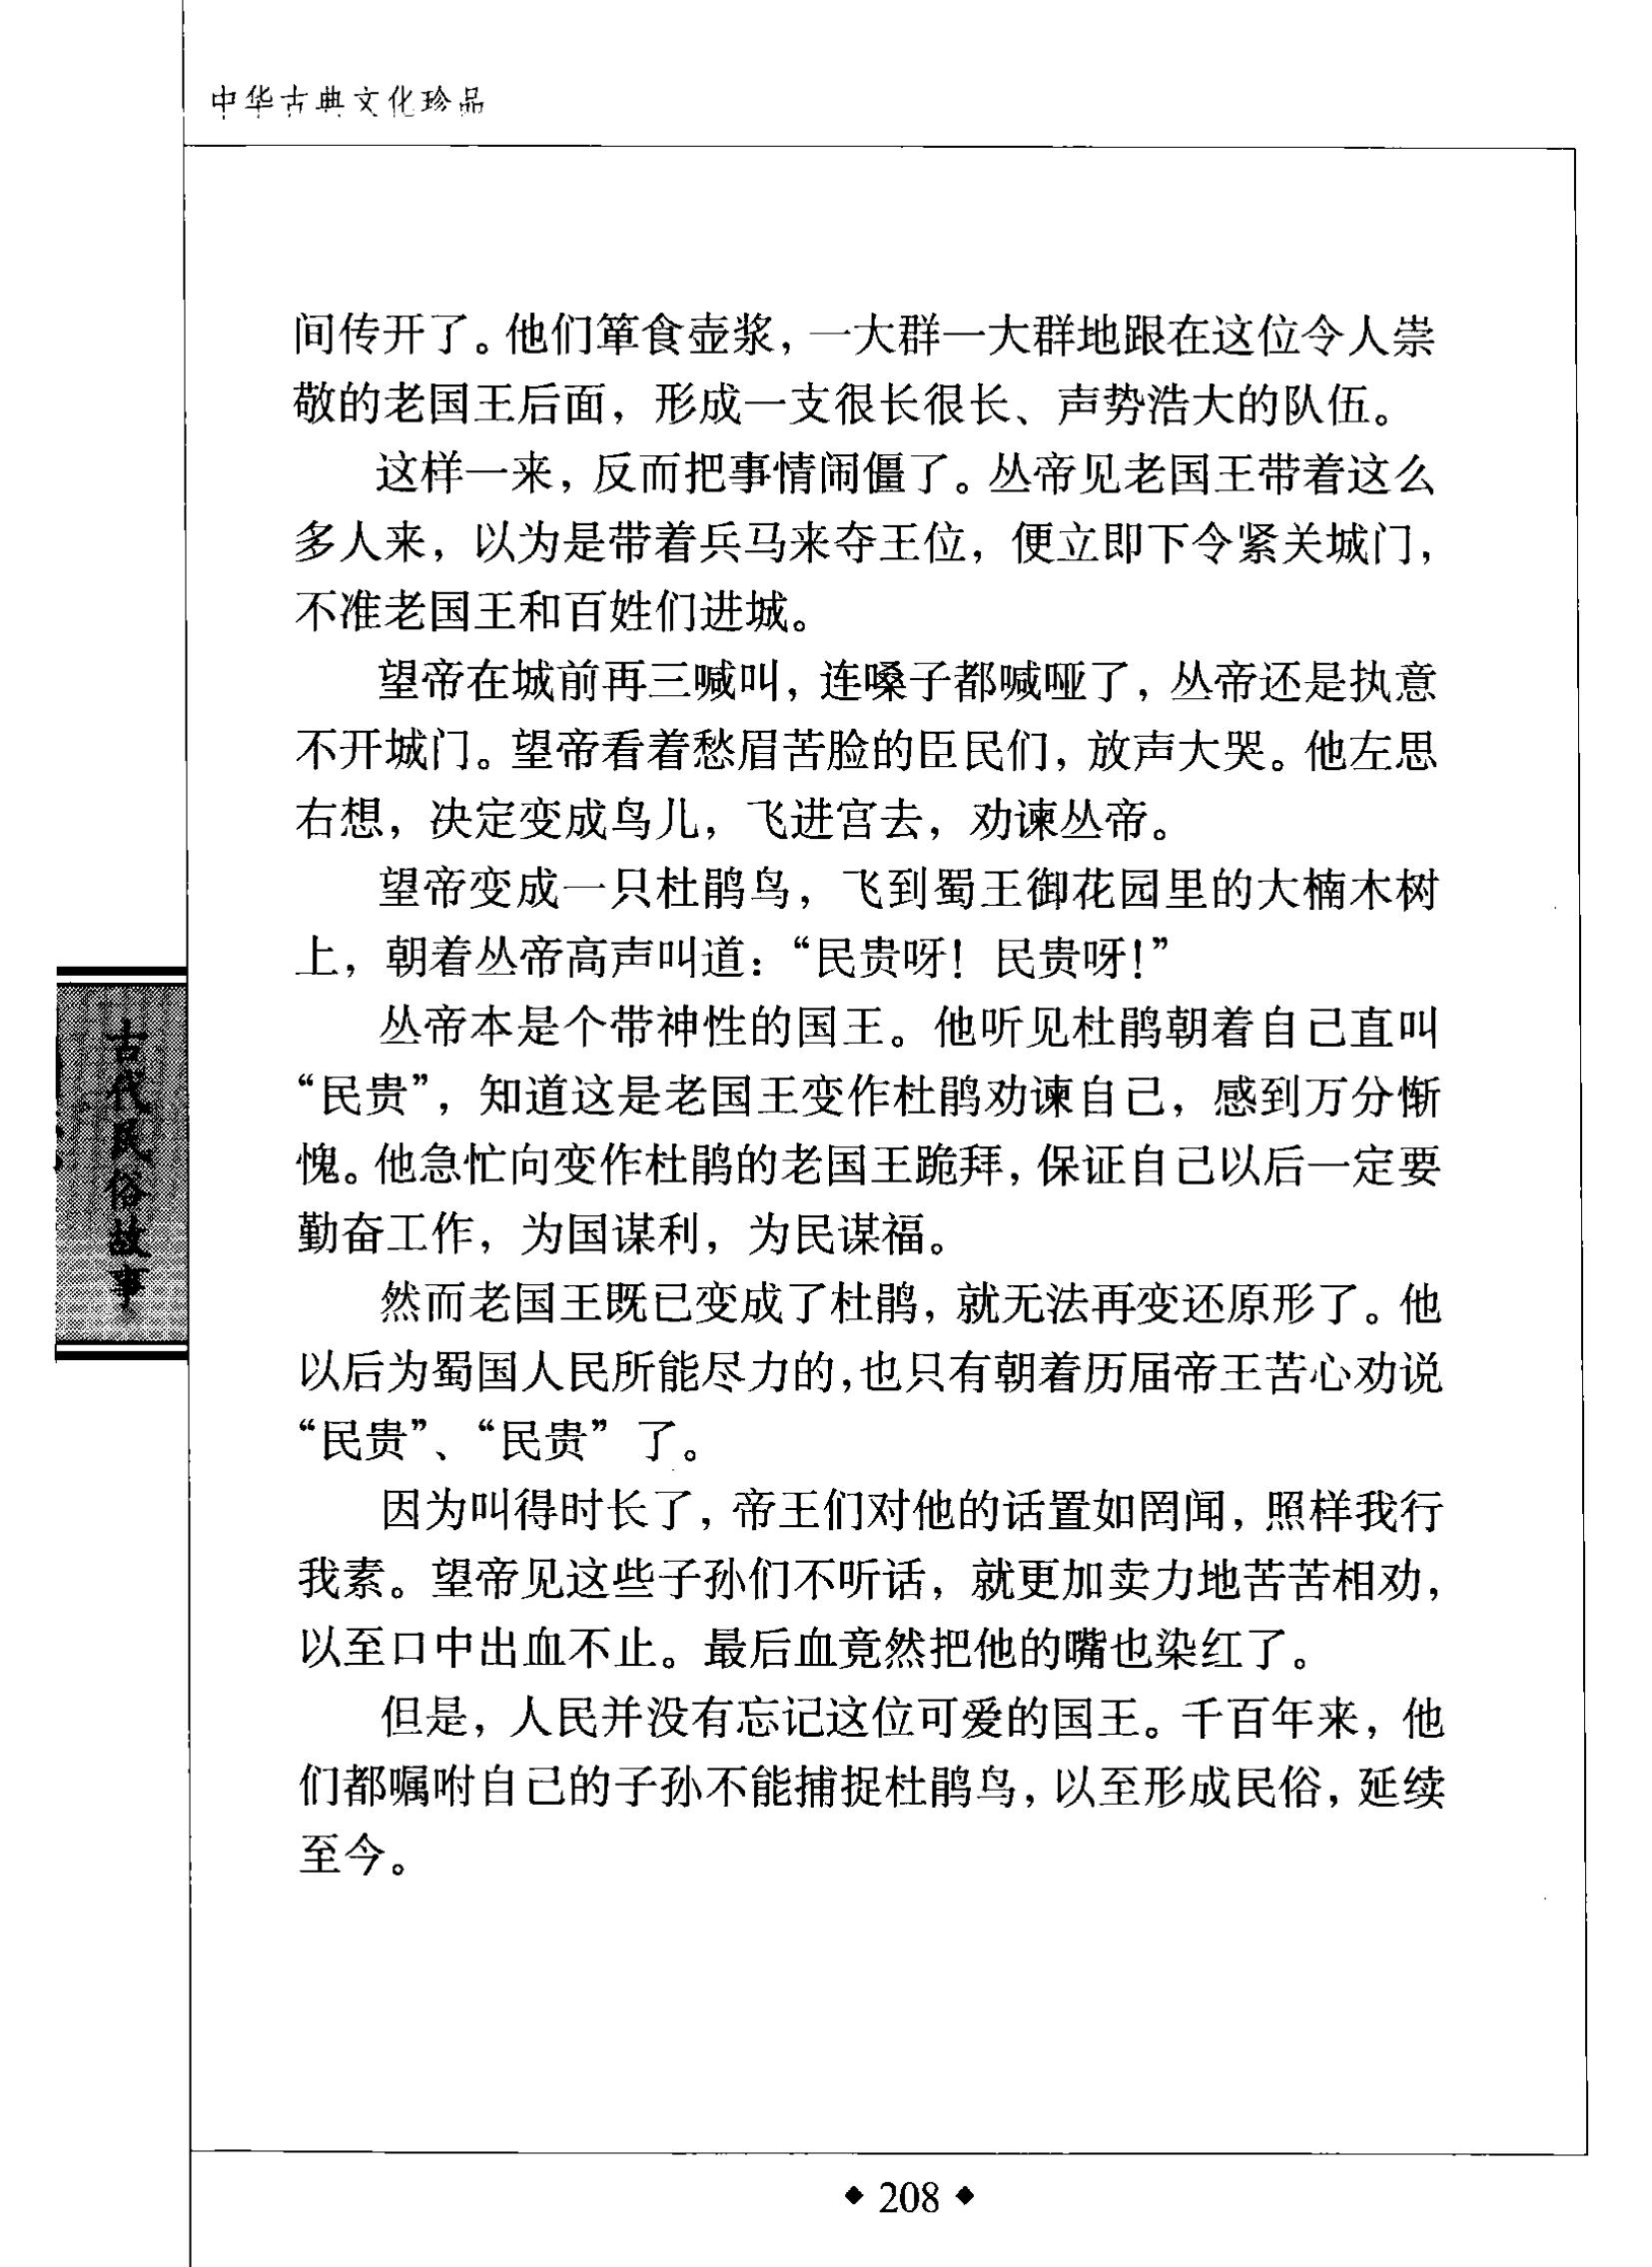 中华古典文化珍品
间传开了。他们箪食壶浆，一大群一大群地跟在这位令人崇
敬的老国王后面，形成一支很长很长、声势浩大的队伍。
这样一来，反而把事情闹僵了。丛帝见老国王带着这么
多人来，以为是带着兵马来夺王位，便立即下令紧关城门，
不准老国王和百姓们进城。
望帝在城前再三喊叫，连嗓子都喊哑了，丛帝还是执意
不开城门。望帝看着愁眉苦脸的臣民们，放声大哭。他左思
右想，决定变成鸟儿，飞进宫去，劝谏丛帝。
望帝变成一只杜鹃鸟，飞到蜀王御花园里的大楠木树
上，朝着丛帝高声叫道：“民贵呀！民贵呀！”
丛帝本是个带神性的国王。他听见杜鹃朝着自己直叫
“民贵”，知道这是老国王变作杜鹃劝谏自己，感到万分惭
愧。他急忙向变作杜鹃的老国王跪拜，保证自己以后一定要
勤奋工作，为国谋利，为民谋福。
然而老国王既已变成了杜鹃，就无法再变还原形了。他
以后为蜀国人民所能尽力的，也只有朝着历届帝王苦心劝说
“民贵”、“民贵”了。
因为叫得时长了，帝王们对他的话置如罔闻，照样我行
我素。望帝见这些子孙们不听话，就更加卖力地苦苦相劝，
以至口中出血不止。最后血竟然把他的嘴也染红了。
但是，人民并没有忘记这位可爱的国王。千百年来，他
们都嘱咐自己的子孙不能捕捉杜鹃鸟，以至形成民俗，延续
至今。
古代民俗故事
◆ 208 ◆